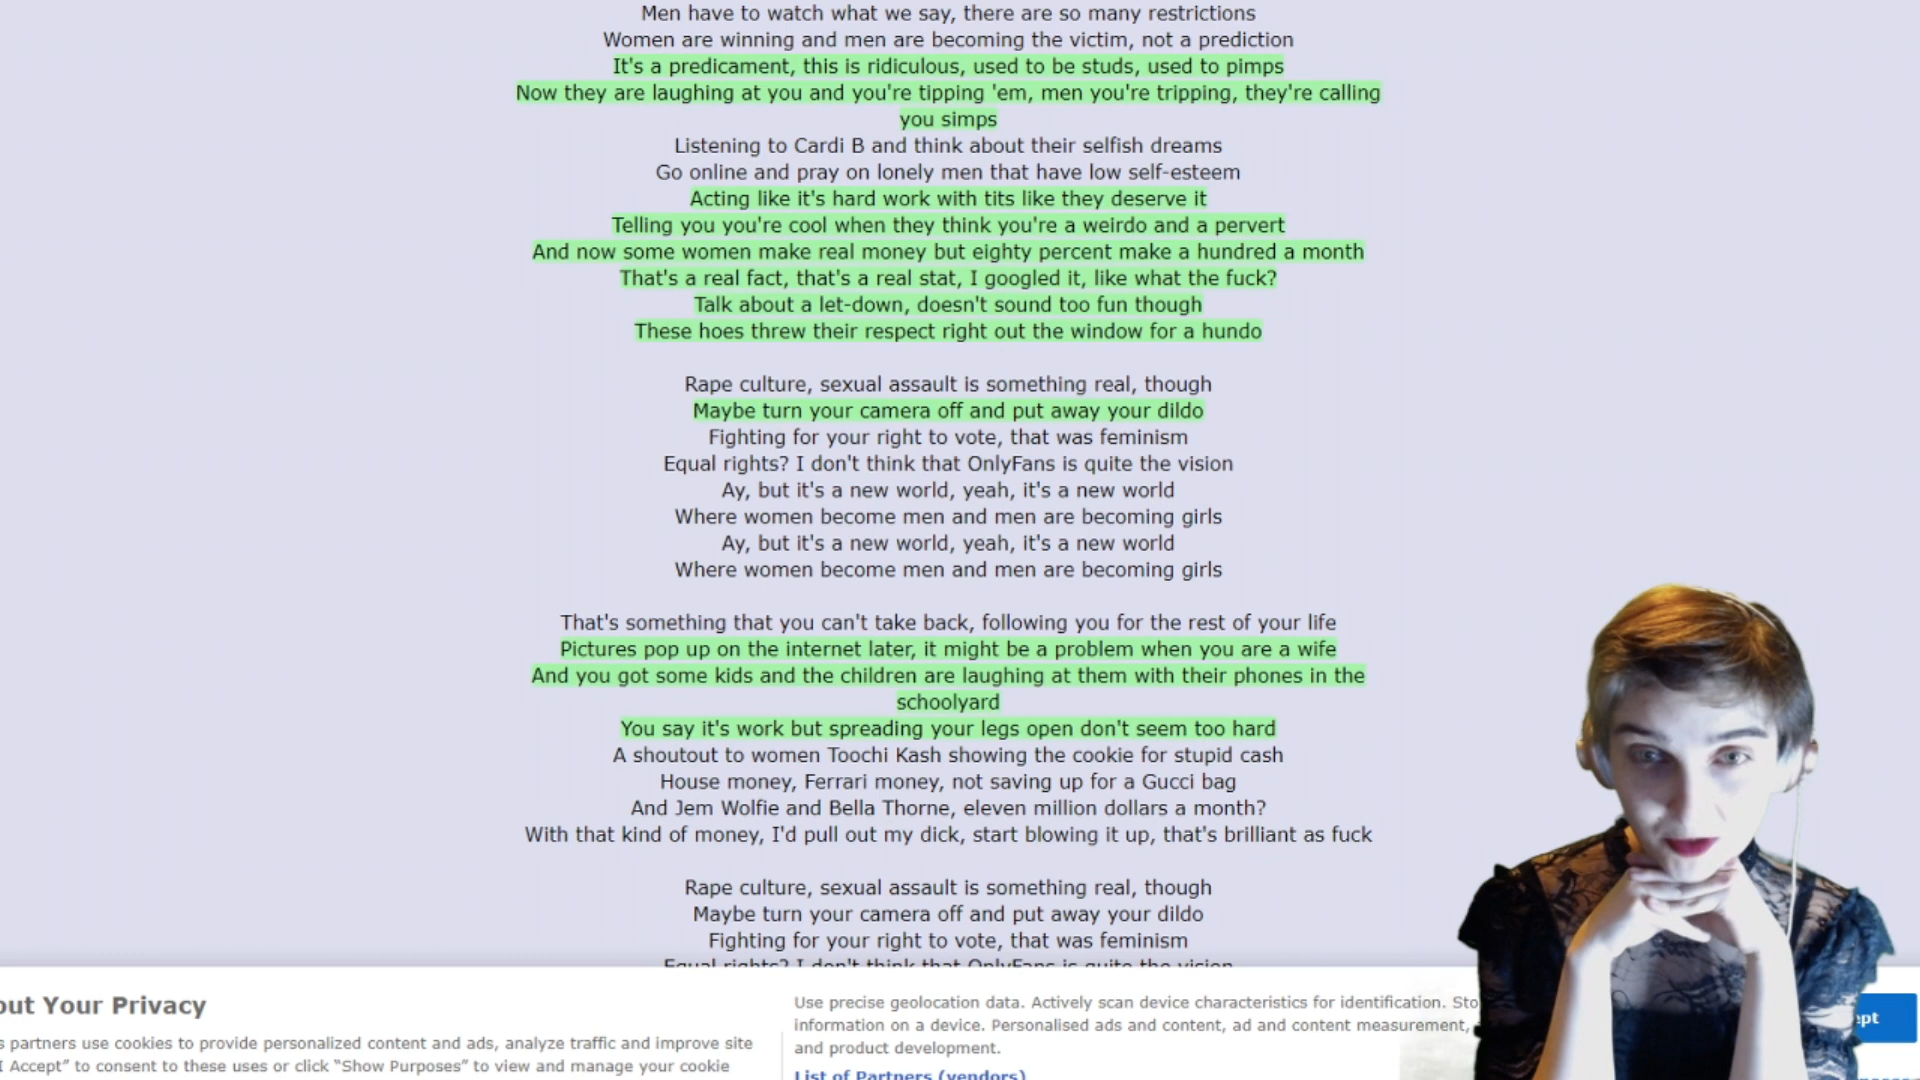 Men have to watch what we say, there are so many restrictions
Women are winning and men are becoming the victim, not a prediction
It's a predicament, this is ridiculous, used to be studs, used to pimps
Now they are laughing at you and you're tipping 'em, men you're tripping, they're calling
you simps
Listening to Cardi B and think about their selfish dreams
Go online and pray on lonely men that have low self-esteem
Acting like it's hard work with tits like they deserve it
Telling you you're cool when they think you're a weirdo and a pervert
And now some women make real money but eighty percent make a hundred a month
That's a real fact, that's a real stat, I googled it, like what the fuck?
Talk about a let-down, doesn't sound too fun though
These hoes threw their respect right out the window for a hundo
Rape culture, sexual assault is something real, though
Maybe turn your camera off and put away your dildo
Fighting for your right to vote, that was feminism
Equal rights? I don't think that OnlyFans is quite the vision
Ay, but it's a new world, yeah, it's a new world
Where women become men and men are becoming girls
Ay, but it's a new world, yeah, it's a new world
Where women become men and men are becoming girls
That's something that you can't take back, following you for the rest of your life
Pictures pop up on the internet later, it might be a problem when you are a wife
And you got some kids and the children are laughing at them with their phones in the
schoolyard
You say it's work but spreading your legs open don't seem too hard
A shoutout to women Toochi Kash showing the cookie for stupid cash
House money, Ferrari money, not saving up for a Gucci bag
And Jem Wolfie and Bella Thorne, eleven million dollars a month?
With that kind of money, I'd pull out my dick, start blowing it up, that's brilliant as fuck
Rape culture, sexual assault is something real, though
Maybe turn your camera off and put away your dildo
Fighting for your right to vote, that was feminism
Equal rights? I don't think that OnlyFans is quite the vision
out Your Privacy
s partners use cookies to provide personalized content and ads, analyze traffic and improve site
I Accept" to consent to these uses or click "Show Purposes" to view and manage your cookie
Use precise geolocation data. Actively scan device characteristics for identification. Sto
information on a device. Personalised ads and content, ad and content measurement,
and product development.
List of Partners (vendors)
ept